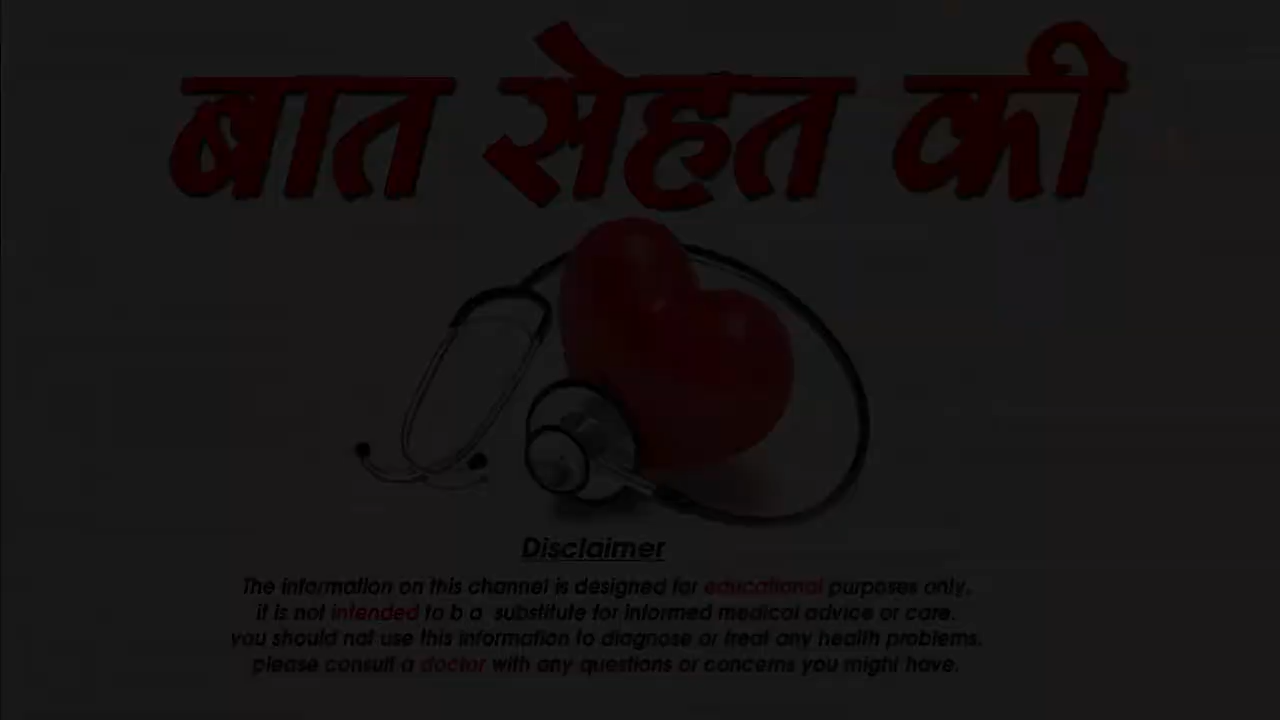 बात सेहत की
Disclaimer
The information on this channel is designed for educational purposes only,
it is not intended to b a substitute for informed medical advice or care.
you should not use this information to diagnose or treat any health problems.
please consult a doctor with any questions or concerns you might have.